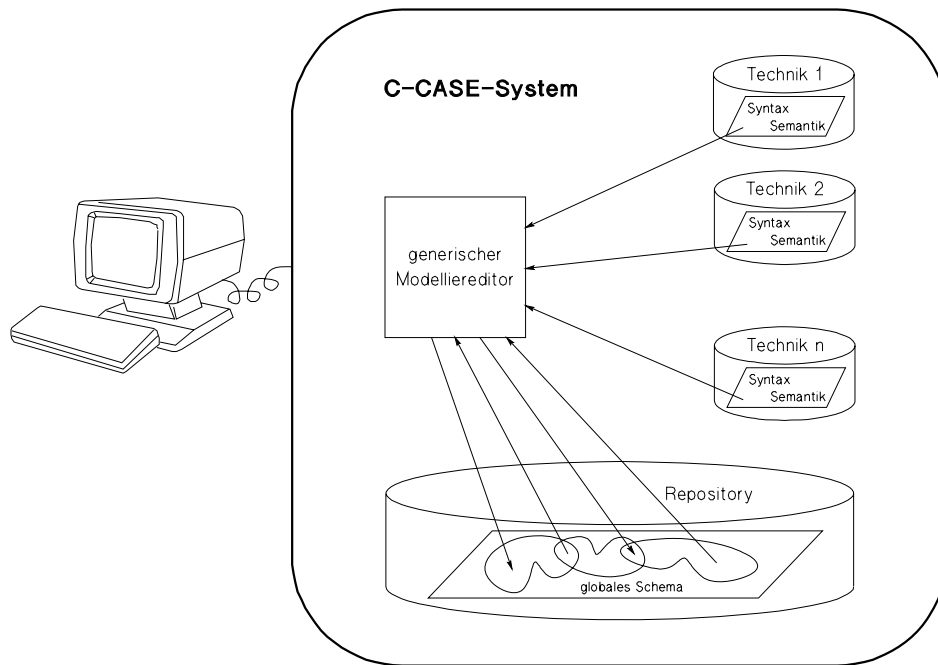 C-CASE-System
Technik 1
Syntax
Semantik
Technik 2
Syntax
Semantik
generischer
Modelliereditor
Technik n
Syntax
Semantik
Repository
globales Schema